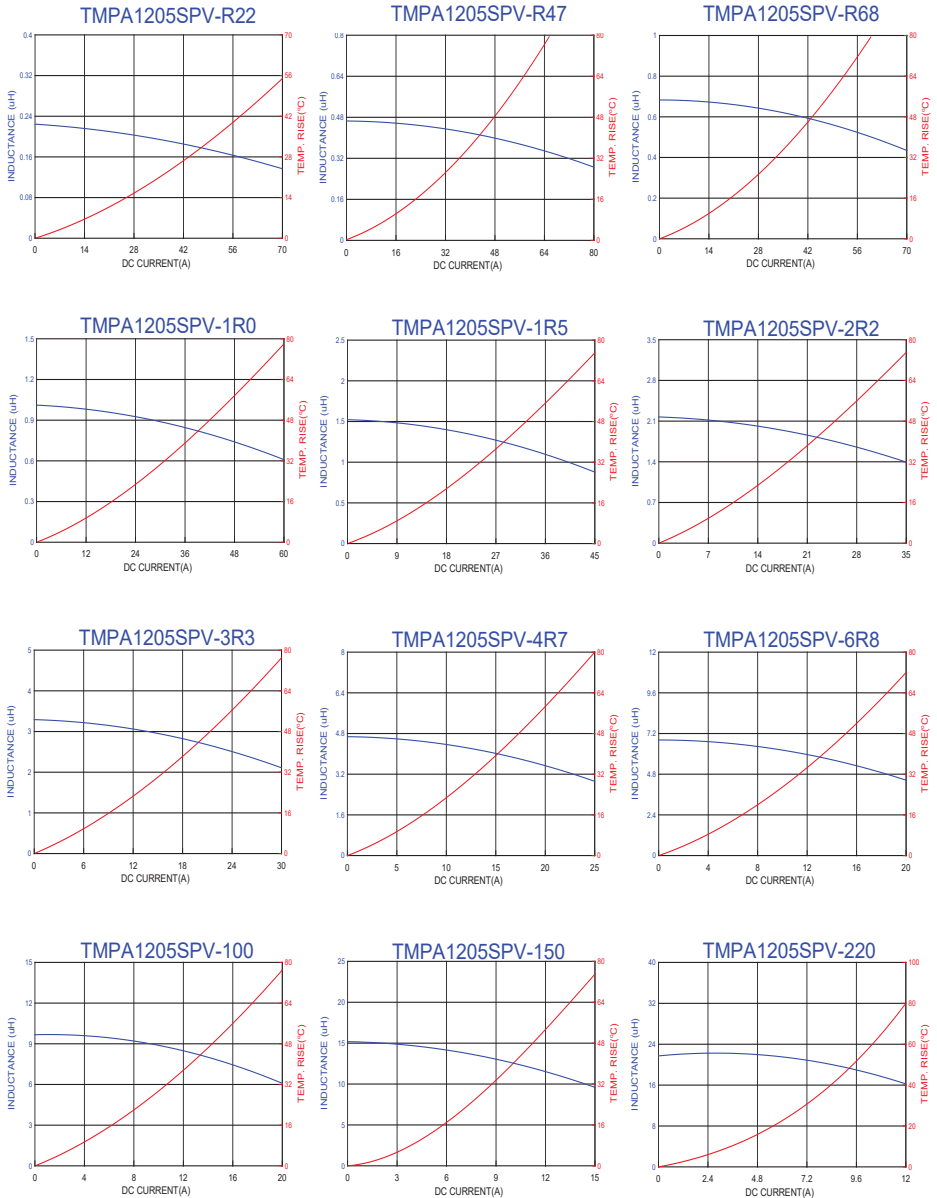 TMPA1205SPV-R22
0.4
0.32
0.24
0.16
0.08
0
70
56
42
28
14
0
0 14 28 42 56 70
DC CURRENT(A)
INDUCTANCE (uH)
TEMP. RISE(°C)
TMPA1205SPV-R47
0.8
0.64
0.48
0.32
0.16
0
80
64
48
32
16
0
0 16 32 48 64 80
DC CURRENT(A)
INDUCTANCE (uH)
TEMP. RISE(°C)
TMPA1205SPV-R68
1
0.8
0.6
0.4
0.2
0
80
64
48
32
16
0
0 14 28 42 56 70
DC CURRENT(A)
INDUCTANCE (uH)
TEMP. RISE(°C)
TMPA1205SPV-1R0
1.5
1.2
0.9
0.6
0.3
0
80
64
48
32
16
0
0 12 24 36 48 60
DC CURRENT(A)
INDUCTANCE (uH)
TEMP. RISE(°C)
TMPA1205SPV-1R5
2.5
2
1.5
1
0.5
0
80
64
48
32
16
0
0 9 18 27 36 45
DC CURRENT(A)
INDUCTANCE (uH)
TEMP. RISE(°C)
TMPA1205SPV-2R2
3.5
2.8
2.1
1.4
0.7
0
80
64
48
32
16
0
0 7 14 21 28 35
DC CURRENT(A)
INDUCTANCE (uH)
TEMP. RISE(°C)
TMPA1205SPV-3R3
5
4
3
2
1
0
80
64
48
32
16
0
0 6 12 18 24 30
DC CURRENT(A)
INDUCTANCE (uH)
TEMP. RISE(°C)
TMPA1205SPV-4R7
8
6.4
4.8
3.2
1.6
0
80
64
48
32
16
0
0 5 10 15 20 25
DC CURRENT(A)
INDUCTANCE (uH)
TEMP. RISE(°C)
TMPA1205SPV-6R8
12
9.6
7.2
4.8
2.4
0
80
64
48
32
16
0
0 4 8 12 16 20
DC CURRENT(A)
INDUCTANCE (uH)
TEMP. RISE(°C)
TMPA1205SPV-100
15
12
9
6
3
0
80
64
48
32
16
0
0 4 8 12 16 20
DC CURRENT(A)
INDUCTANCE (uH)
TEMP. RISE(°C)
TMPA1205SPV-150
25
20
15
10
5
0
80
64
48
32
16
0
0 3 6 9 12 15
DC CURRENT(A)
INDUCTANCE (uH)
TEMP. RISE(°C)
TMPA1205SPV-220
40
32
24
16
8
0
100
80
60
40
20
0
0 2.4 4.8 7.2 9.6 12
DC CURRENT(A)
INDUCTANCE (uH)
TEMP. RISE(°C)